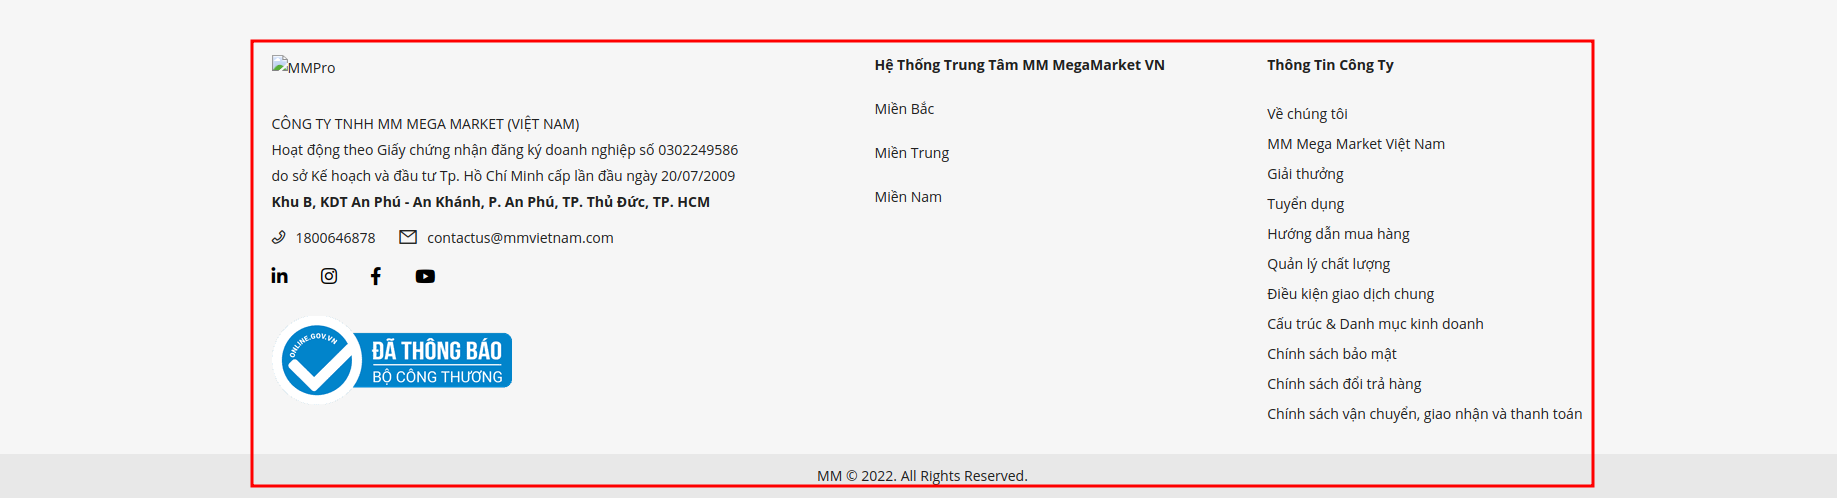 MMPro
CÔNG TY TNHH MM MEGA MARKET (VIỆT NAM)
Hoạt động theo Giấy chứng nhận đăng ký doanh nghiệp số 0302249586
do sở Kế hoạch và đầu tư Tp. Hồ Chí Minh cấp lần đầu ngày 20/07/2009
Khu B, KDT An Phú - An Khánh, P. An Phú, TP. Thủ Đức, TP. HCM
1800646878 contactus@mmvietnam.com
ONLINE.GOV.VN
ĐÃ THÔNG BÁO
BỘ CÔNG THƯƠNG
Hệ Thống Trung Tâm MM MegaMarket VN
Miền Bắc
Miền Trung
Miền Nam
Thông Tin Công Ty
Về chúng tôi
MM Mega Market Việt Nam
Giải thưởng
Tuyển dụng
Hướng dẫn mua hàng
Quản lý chất lượng
Điều kiện giao dịch chung
Cấu trúc & Danh mục kinh doanh
Chính sách bảo mật
Chính sách đổi trả hàng
Chính sách vận chuyển, giao nhận và thanh toán
MM © 2022. All Rights Reserved.